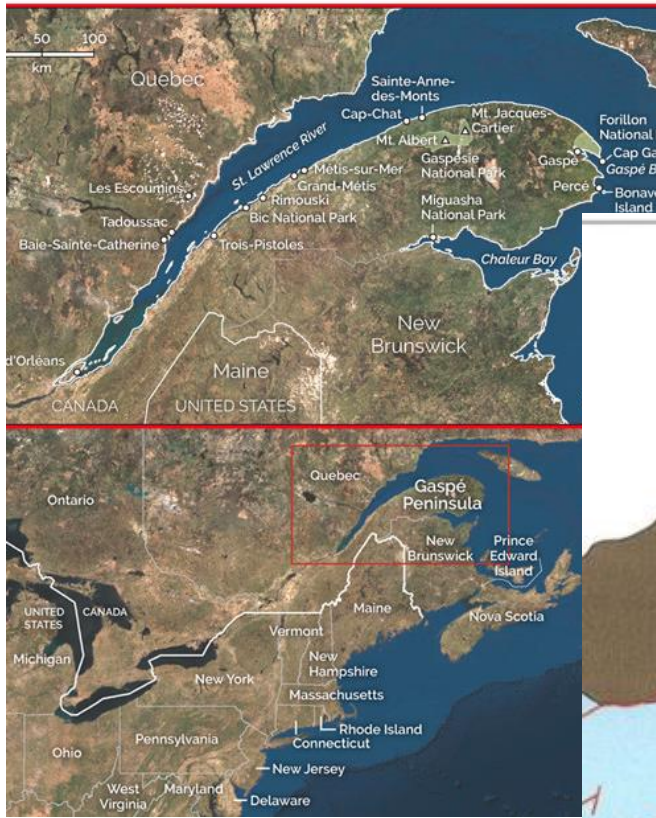 50
100
km
Quebec
Sainte-Anne-
des-Monts
Cap-Chat
Mt. Jacques-
Cartier
Mt. Albert
Gaspésie
National Park
Forillon
National
Gaspé
Cap Ga
Gaspé B
Percé
Bonav
Island
St. Lawrence River
Métis-sur-Mer
Grand-Métis
Rimouski
Bic National Park
Les Escoumins
Tadoussac
Baie-Sainte-Catherine
Trois-Pistoles
Miguasha
National Park
Chaleur Bay
New
Brunswick
d'Orléans
Maine
CANADA
UNITED STATES
Quebec
Ontario
Gaspé
Peninsula
New
Brunswick
Prince
Edward
Island
UNITED
STATES
CANADA
Maine
Nova Scotia
Vermont
Michigan
New
Hampshire
New York
Massachusetts
Rhode Island
Connecticut
Pennsylvania
Ohio
New Jersey
West
Virginia
Maryland
Delaware